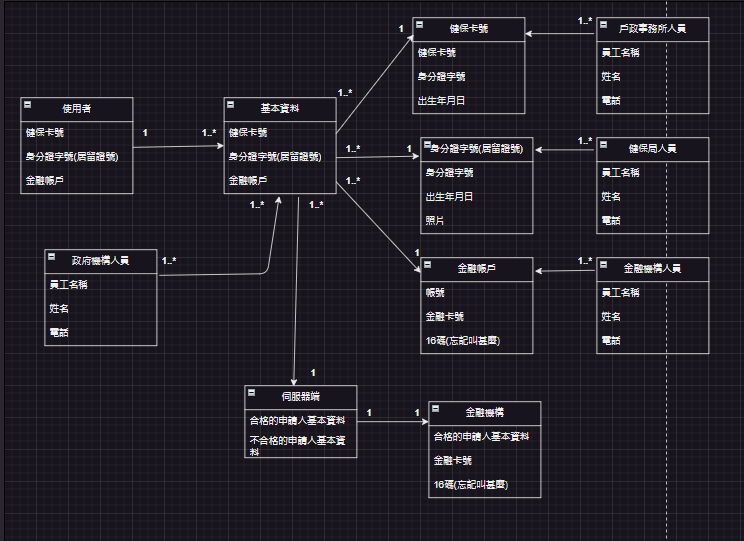 健保卡號
健保卡號
身分證字號
出生年月日
戶政事務所人員
員工名稱
姓名
電話
1
1..*
使用者
健保卡號
身分證字號(居留證號)
金融帳戶
1
1..*
基本資料
健保卡號
身分證字號(居留證號)
金融帳戶
1..*
1..*
1
1..*
身分證字號(居留證號)
身分證字號
出生年月日
照片
1..*
健保局人員
員工名稱
姓名
電話
1..*
1..*
政府機構人員
員工名稱
姓名
電話
1..*
1
金融帳戶
帳號
金融卡號
16碼(忘記叫甚麼)
1..*
金融機構人員
員工名稱
姓名
電話
1
伺服器端
合格的申請人基本資料
不合格的申請人基本資
料
1
1
金融機構
合格的申請人基本資料
金融卡號
16碼(忘記叫甚麼)